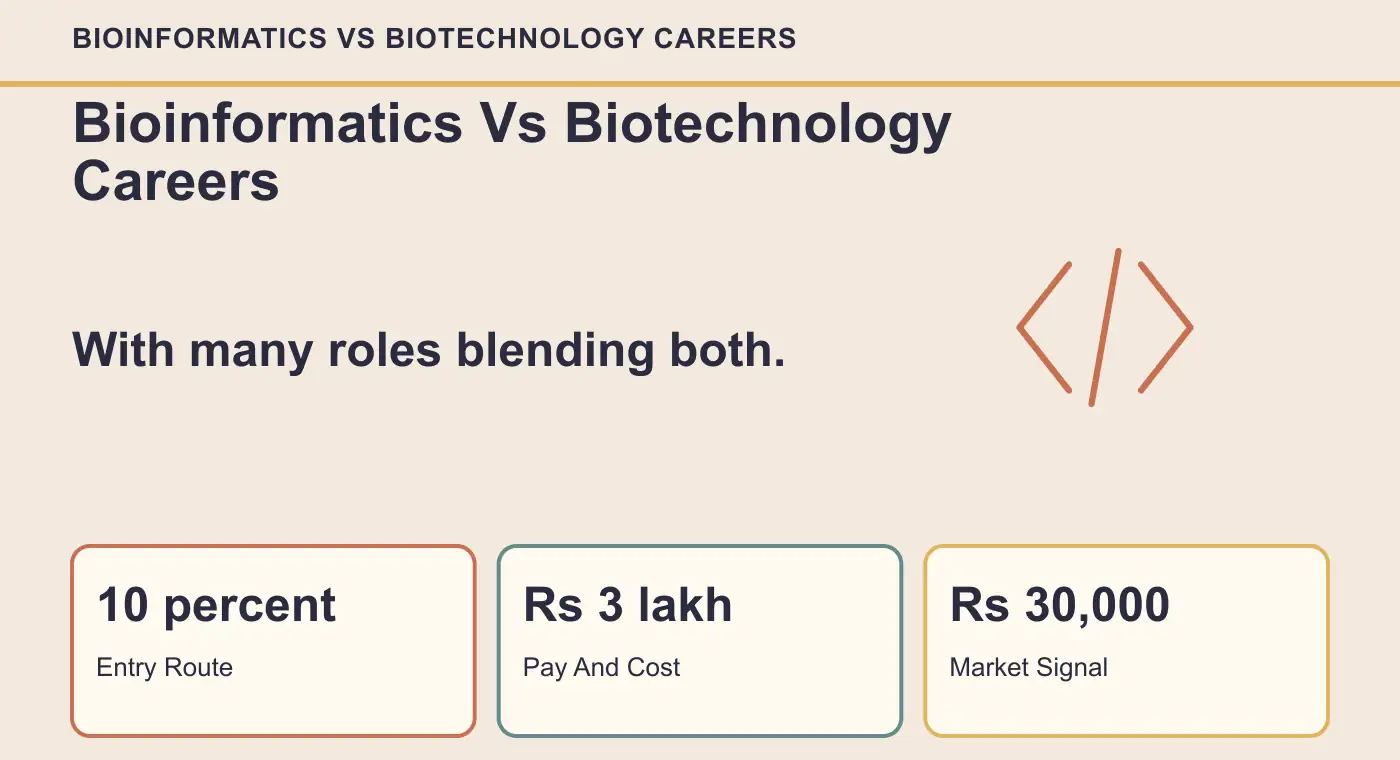 BIOINFORMATICS VS BIOTECHNOLOGY CAREERS
Bioinformatics Vs Biotechnology
Careers
With many roles blending both.
10 percent
Entry Route
Rs 3 lakh
Pay And Cost
Rs 30,000
Market Signal